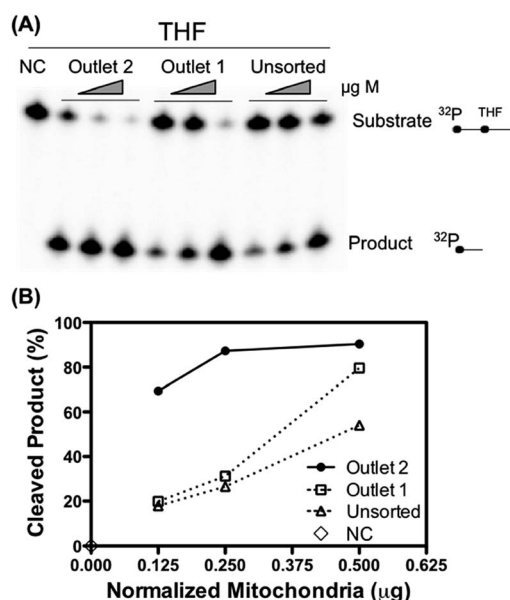 (A)
THF
NC Outlet 2 Outlet 1 Unsorted
µg M
Substrate ³²P THF
Product ³²P
(B)
100
80
60
40
20
0
Cleaved Product (%)
Outlet 2
Outlet 1
Unsorted
NC
0.000 0.125 0.250 0.375 0.500 0.625
Normalized Mitochondria (µg)